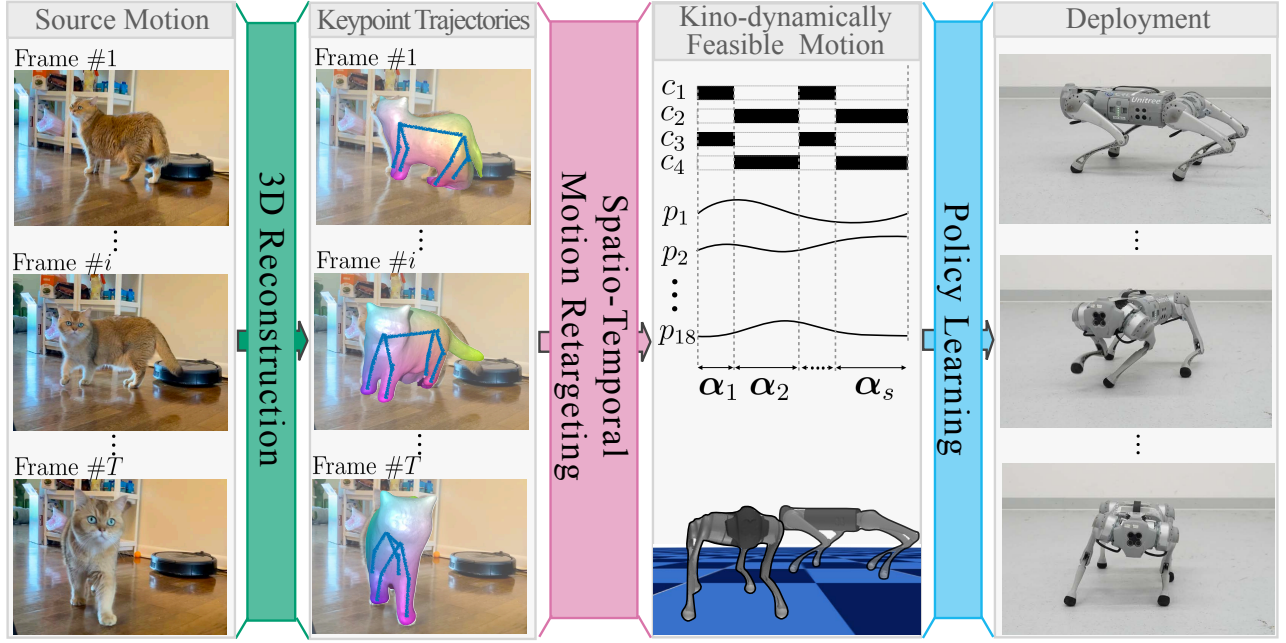 Source Motion
Frame #1
Frame #i
Frame #T
3D Reconstruction
Keypoint Trajectories
Frame #1
Frame #i
Frame #T
Spatio-Temporal
Motion Retargeting
Kino-dynamically
Feasible Motion
c1
c2
c3
c4
p1
p2
p18
α1 α2 αs
Policy Learning
Deployment
Unitree